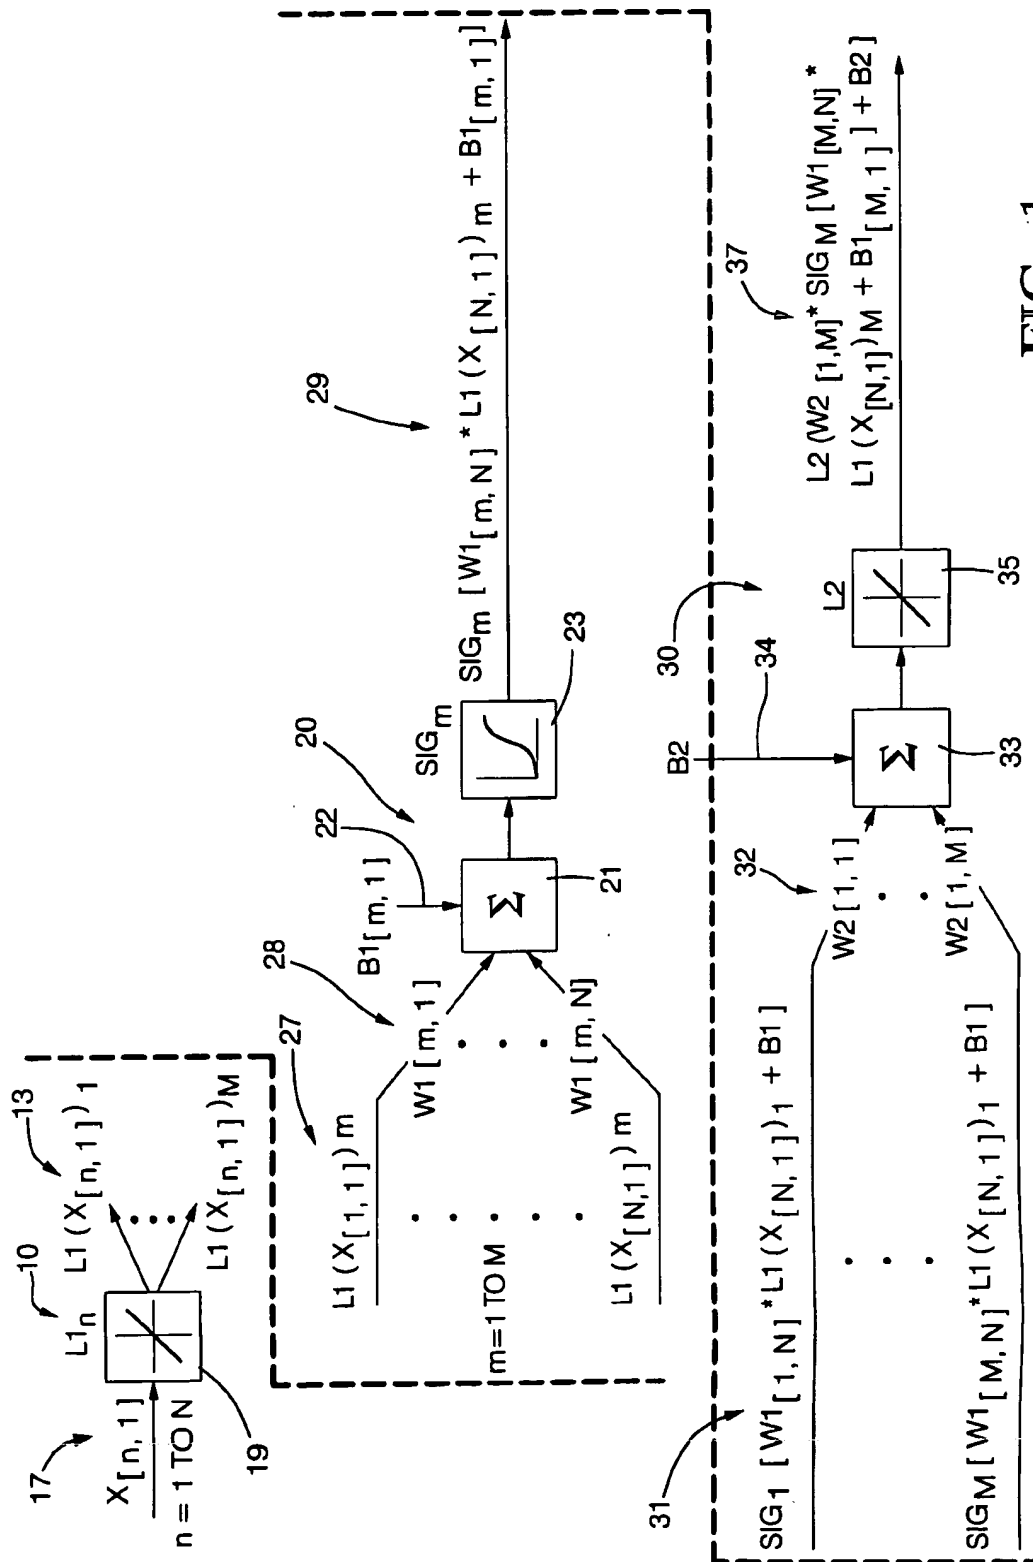 17
X[n, 1]
n = 1 TO N
L1n
10
19
13
L1 (X[n, 1])1
L1 (X[n, 1])M
27
L1 (X[1, 1])m
m=1 TO M
L1 (X[N,1])m
28
W1 [m, 1]
W1 [m, N]
B1[m, 1]
22
20
Σ
21
SIGm
23
29
SIGm [W1[m, N] * L1 (X[N, 1])m + B1[m, 1]]
31
SIG1 [W1[1, N] *L1 (X[N, 1])1 + B1]
SIGM [W1[M, N]*L1 (X[N, 1])1 + B1]
32
W2 [1, 1]
W2 [1, M]
B2
34
30
Σ
33
L2
35
37
L2 (W2 [1,M]* SIGM [W1[M,N]*
L1 (X[N,1])M + B1[M, 1] ] + B2]